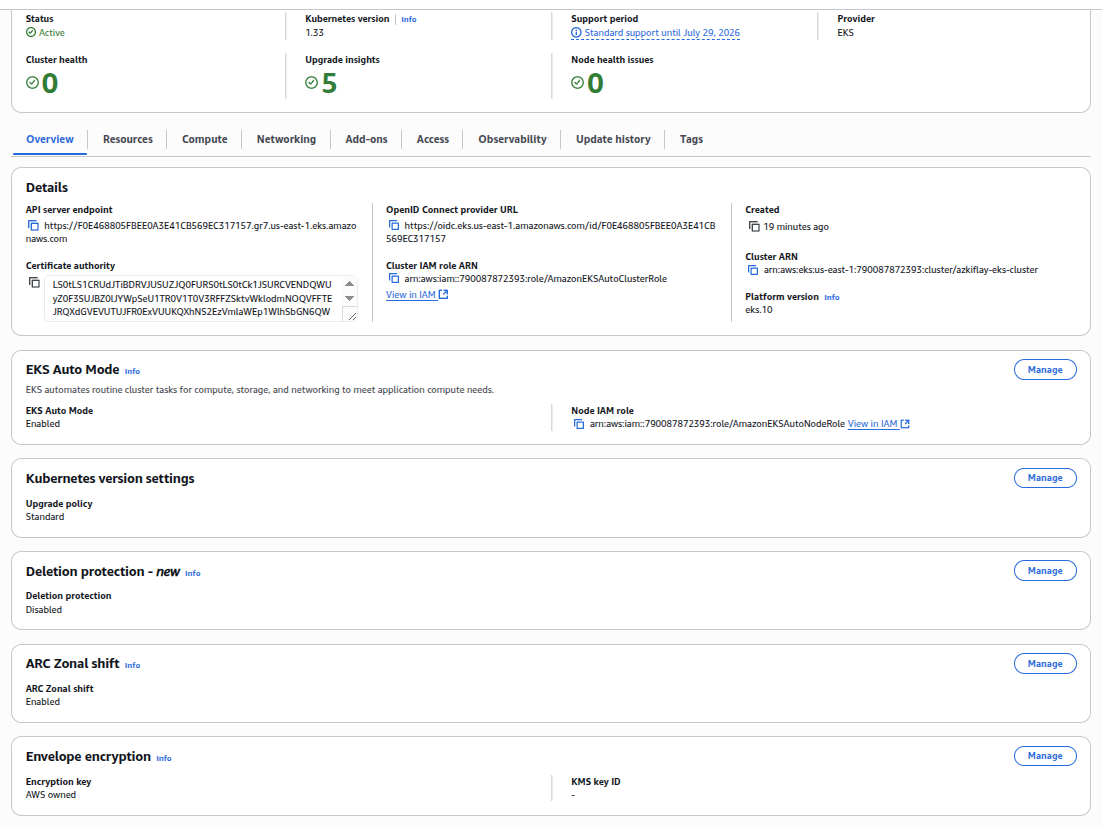 Status
Active
Kubernetes version Info
1.33
Support period
Standard support until July 29, 2026
Provider
EKS
Cluster health
0
Upgrade insights
5
Node health issues
0
Overview Resources Compute Networking Add-ons Access Observability Update history Tags
Details
API server endpoint
https://F0E468805FBEE0A3E41CB569EC317157.gr7.us-east-1.eks.amazo
naws.com
Certificate authority
LS0tLS1CRUdJTiBDRVJUSUZJQ0FURS0tLS0tCk1JSURCVENDQWU
yZ0F3SUJBZ0lJYWpSeU1TR0V1T0V3RFFZSktvWklodmNOQVFFTE
JRQXdGVEVUTUJFR0ExVUUKQXhNS2EzVmlaWEp1WlhSbGN6QW
OpenID Connect provider URL
https://oidc.eks.us-east-1.amazonaws.com/id/F0E468805FBEE0A3E41CB
569EC317157
Cluster IAM role ARN
arn:aws:iam::790087872393:role/AmazonEKSAutoClusterRole
View in IAM
Created
19 minutes ago
Cluster ARN
arn:aws:eks:us-east-1:790087872393:cluster/azkiflay-eks-cluster
Platform version Info
eks.10
EKS Auto Mode Info
Manage
EKS automates routine cluster tasks for compute, storage, and networking to meet application compute needs.
EKS Auto Mode
Enabled
Node IAM role
arn:aws:iam::790087872393:role/AmazonEKSAutoNodeRole View in IAM
Kubernetes version settings
Manage
Upgrade policy
Standard
Deletion protection - new Info
Manage
Deletion protection
Disabled
ARC Zonal shift Info
Manage
ARC Zonal shift
Enabled
Envelope encryption Info
Manage
Encryption key
AWS owned
KMS key ID
-